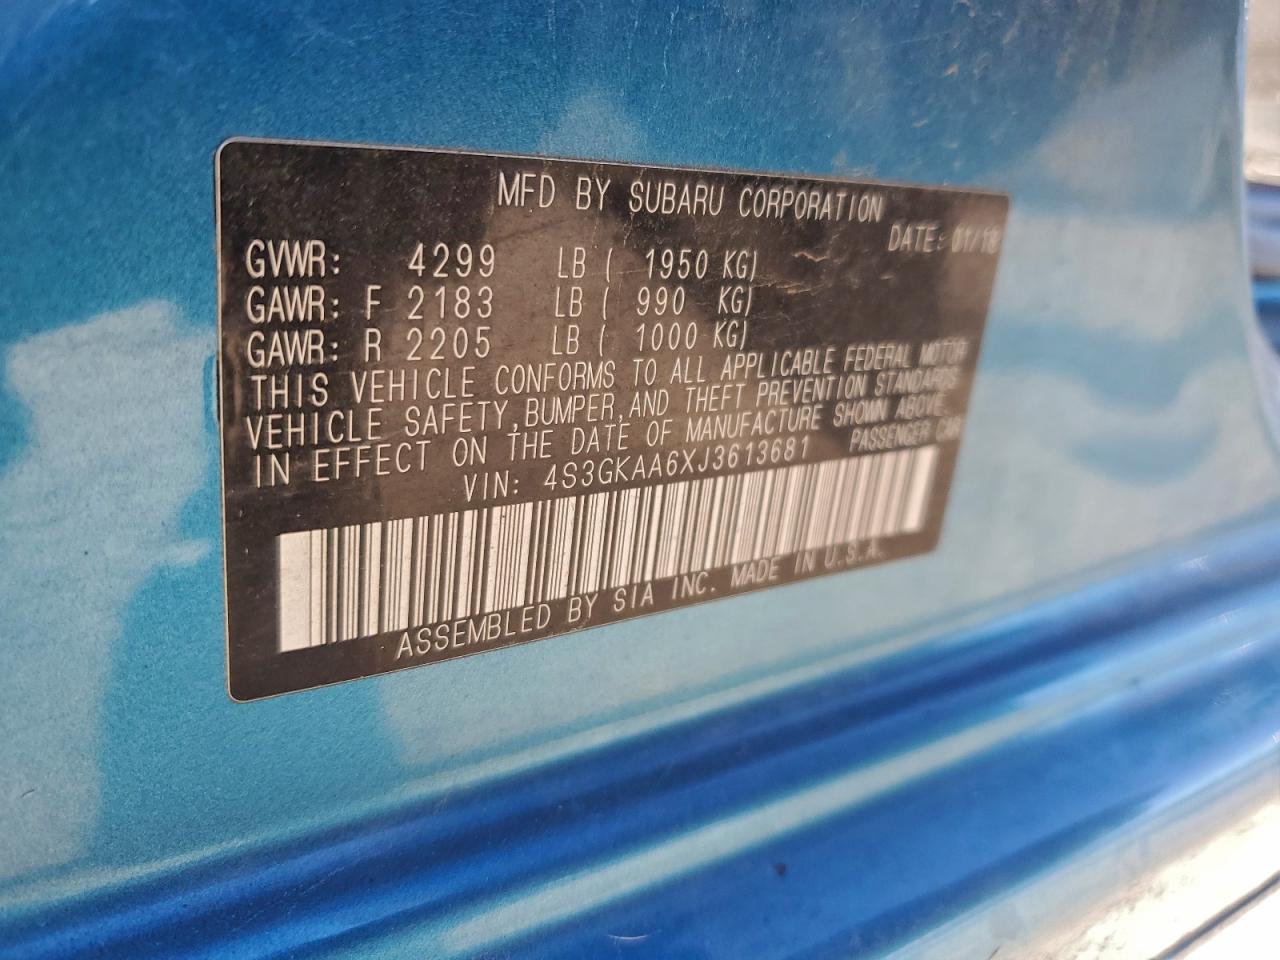 MFD BY SUBARU CORPORATION
DATE: 01/18
GVWR: 4299 LB ( 1950 KG)
GAWR: F 2183 LB ( 990 KG)
GAWR: R 2205 LB ( 1000 KG)
THIS VEHICLE CONFORMS TO ALL APPLICABLE FEDERAL MOTOR
VEHICLE SAFETY, BUMPER, AND THEFT PREVENTION STANDARDS
IN EFFECT ON THE DATE OF MANUFACTURE SHOWN ABOVE.
VIN: 4S3GKAA6XJ3613681 PASSENGER CAR
ASSEMBLED BY SIA INC. MADE IN U.S.A.